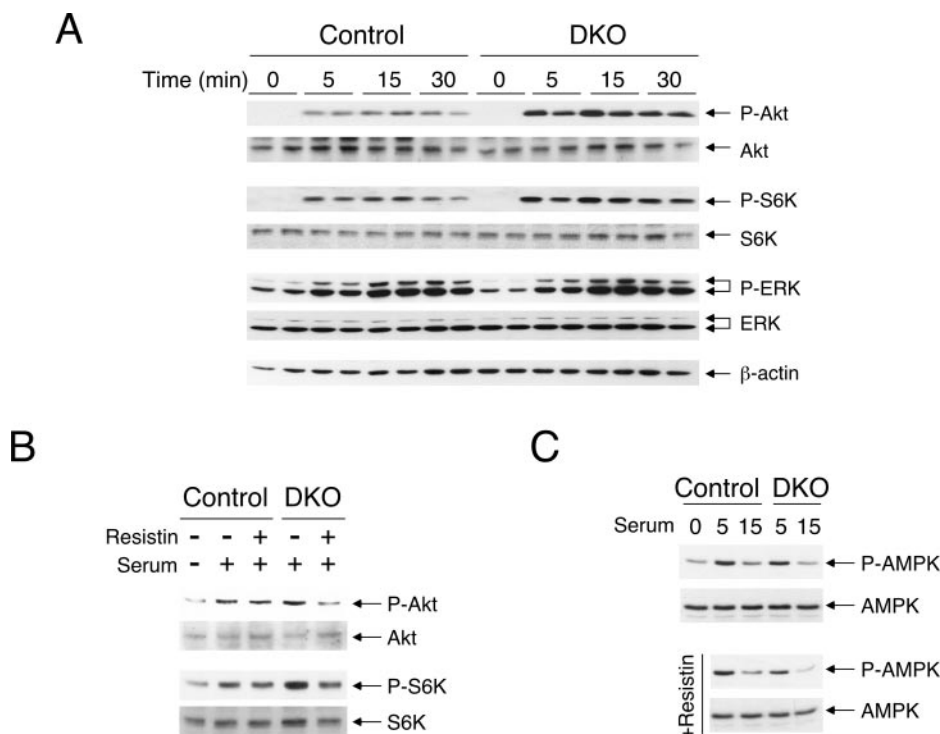 A
Control DKO
Time (min) 0 5 15 30 0 5 15 30
P-Akt
Akt
P-S6K
S6K
P-ERK
ERK
β-actin
B
Control DKO
Resistin - - + - +
Serum - + + + +
P-Akt
Akt
P-S6K
S6K
C
Control DKO
Serum 0 5 15 5 15
P-AMPK
AMPK
+Resistin
P-AMPK
AMPK